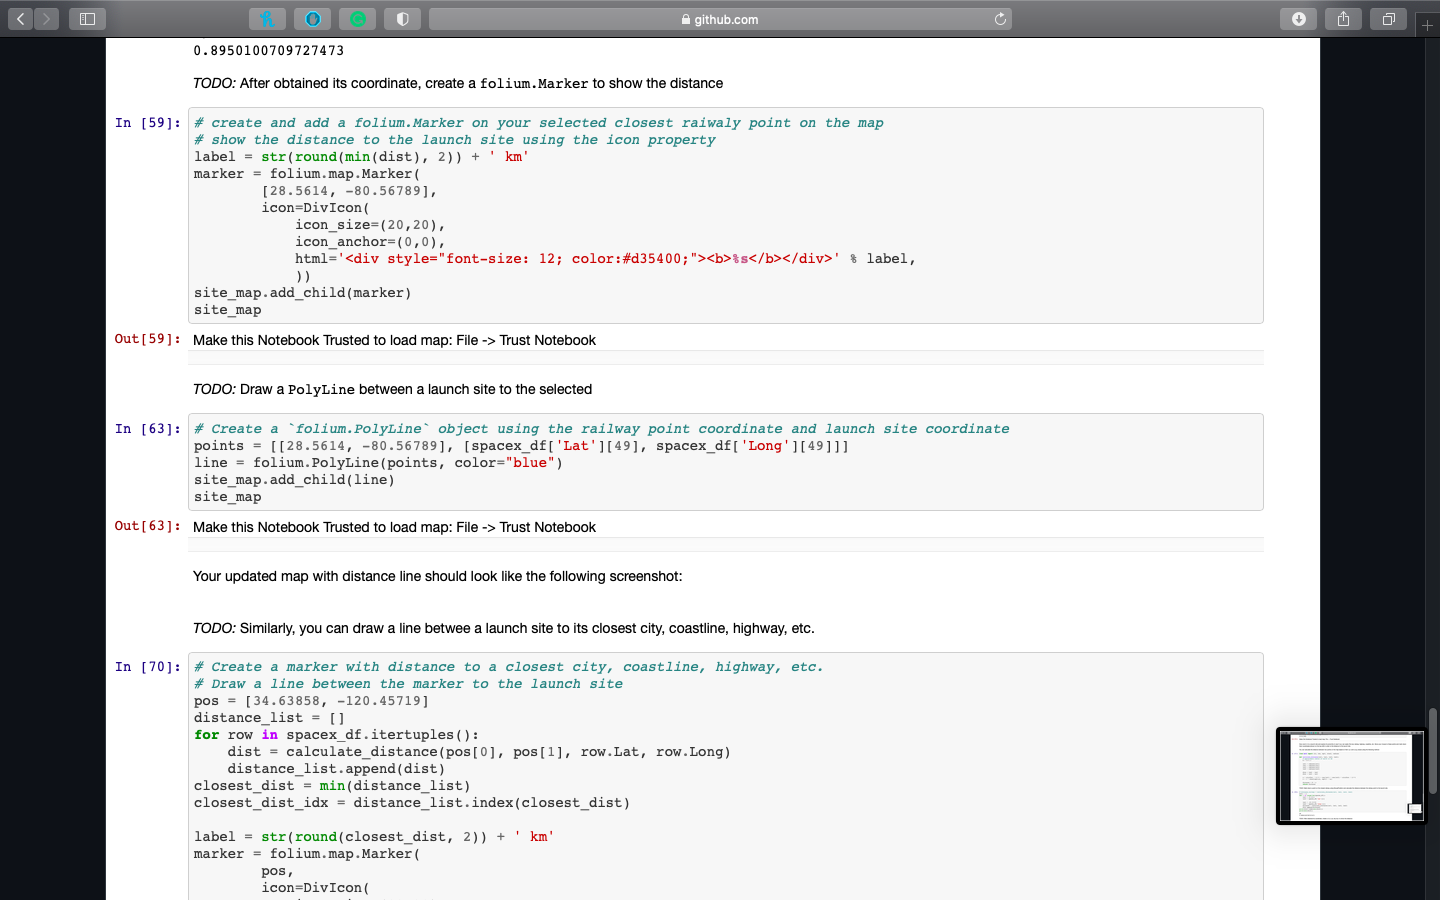 github.com
0.8950100709727473
TODO: After obtained its coordinate, create a folium.Marker to show the distance
In [59]:
# create and add a folium.Marker on your selected closest raiwaly point on the map
# show the distance to the launch site using the icon property
label = str(round(min(dist), 2)) + ' km'
marker = folium.map.Marker(
        [28.5614, -80.56789],
        icon=DivIcon(
            icon_size=(20,20),
            icon_anchor=(0,0),
            html='<div style="font-size: 12; color:#d35400;"><b>%s</b></div>' % label,
            ))
site_map.add_child(marker)
site_map
Out[59]: Make this Notebook Trusted to load map: File -> Trust Notebook
TODO: Draw a PolyLine between a launch site to the selected
In [63]:
# Create a `folium.PolyLine` object using the railway point coordinate and launch site coordinate
points = [[28.5614, -80.56789], [spacex_df['Lat'][49], spacex_df['Long'][49]]]
line = folium.PolyLine(points, color="blue")
site_map.add_child(line)
site_map
Out[63]: Make this Notebook Trusted to load map: File -> Trust Notebook
Your updated map with distance line should look like the following screenshot:
TODO: Similarly, you can draw a line betwee a launch site to its closest city, coastline, highway, etc.
In [70]:
# Create a marker with distance to a closest city, coastline, highway, etc.
# Draw a line between the marker to the launch site
pos = [34.63858, -120.45719]
distance_list = []
for row in spacex_df.itertuples():
    dist = calculate_distance(pos[0], pos[1], row.Lat, row.Long)
    distance_list.append(dist)
closest_dist = min(distance_list)
closest_dist_idx = distance_list.index(closest_dist)
label = str(round(closest_dist, 2)) + ' km'
marker = folium.map.Marker(
        pos,
        icon=DivIcon(